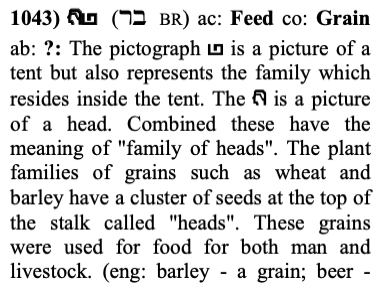 1043) (בר BR) ac: Feed co: Grain
ab: ?: The pictograph is a picture of a
tent but also represents the family which
resides inside the tent. The is a picture
of a head. Combined these have the
meaning of "family of heads". The plant
families of grains such as wheat and
barley have a cluster of seeds at the top of
the stalk called "heads". These grains
were used for food for both man and
livestock. (eng: barley - a grain; beer -